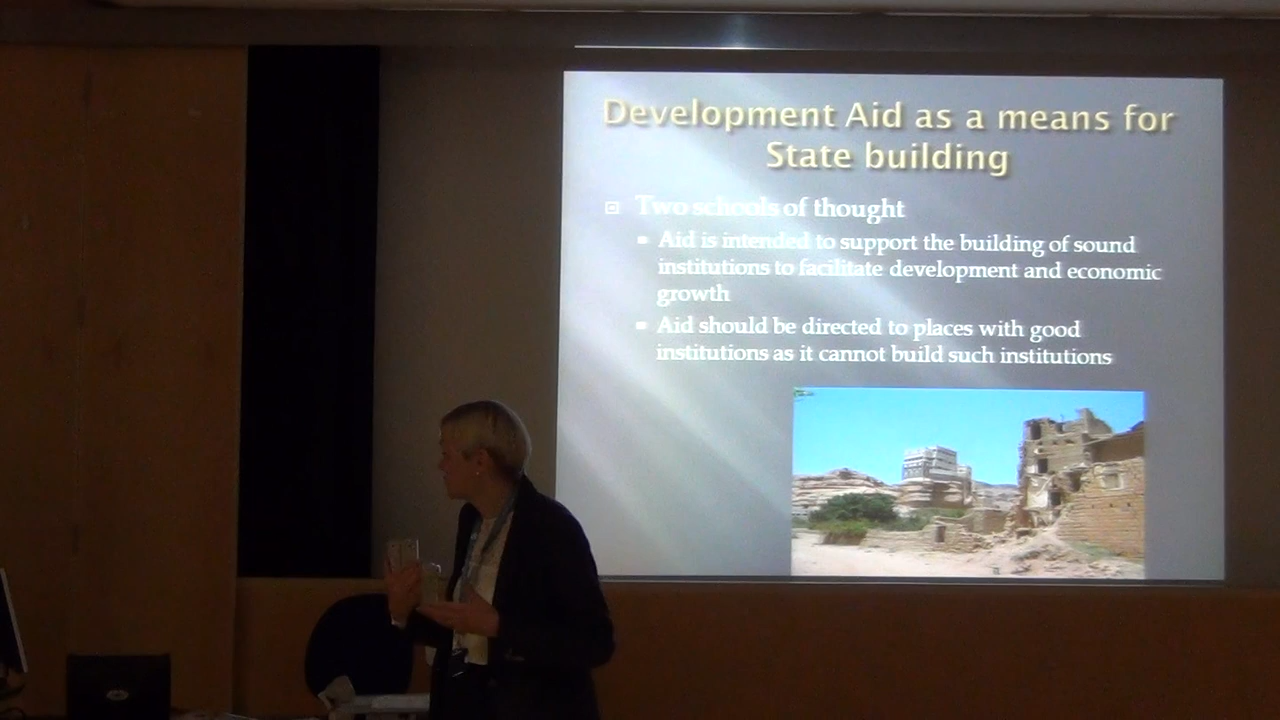 Development Aid as a means for
State building
Two schools of thought
Aid is intended to support the building of sound
institutions to facilitate development and economic
growth
Aid should be directed to places with good
institutions as it cannot build such institutions